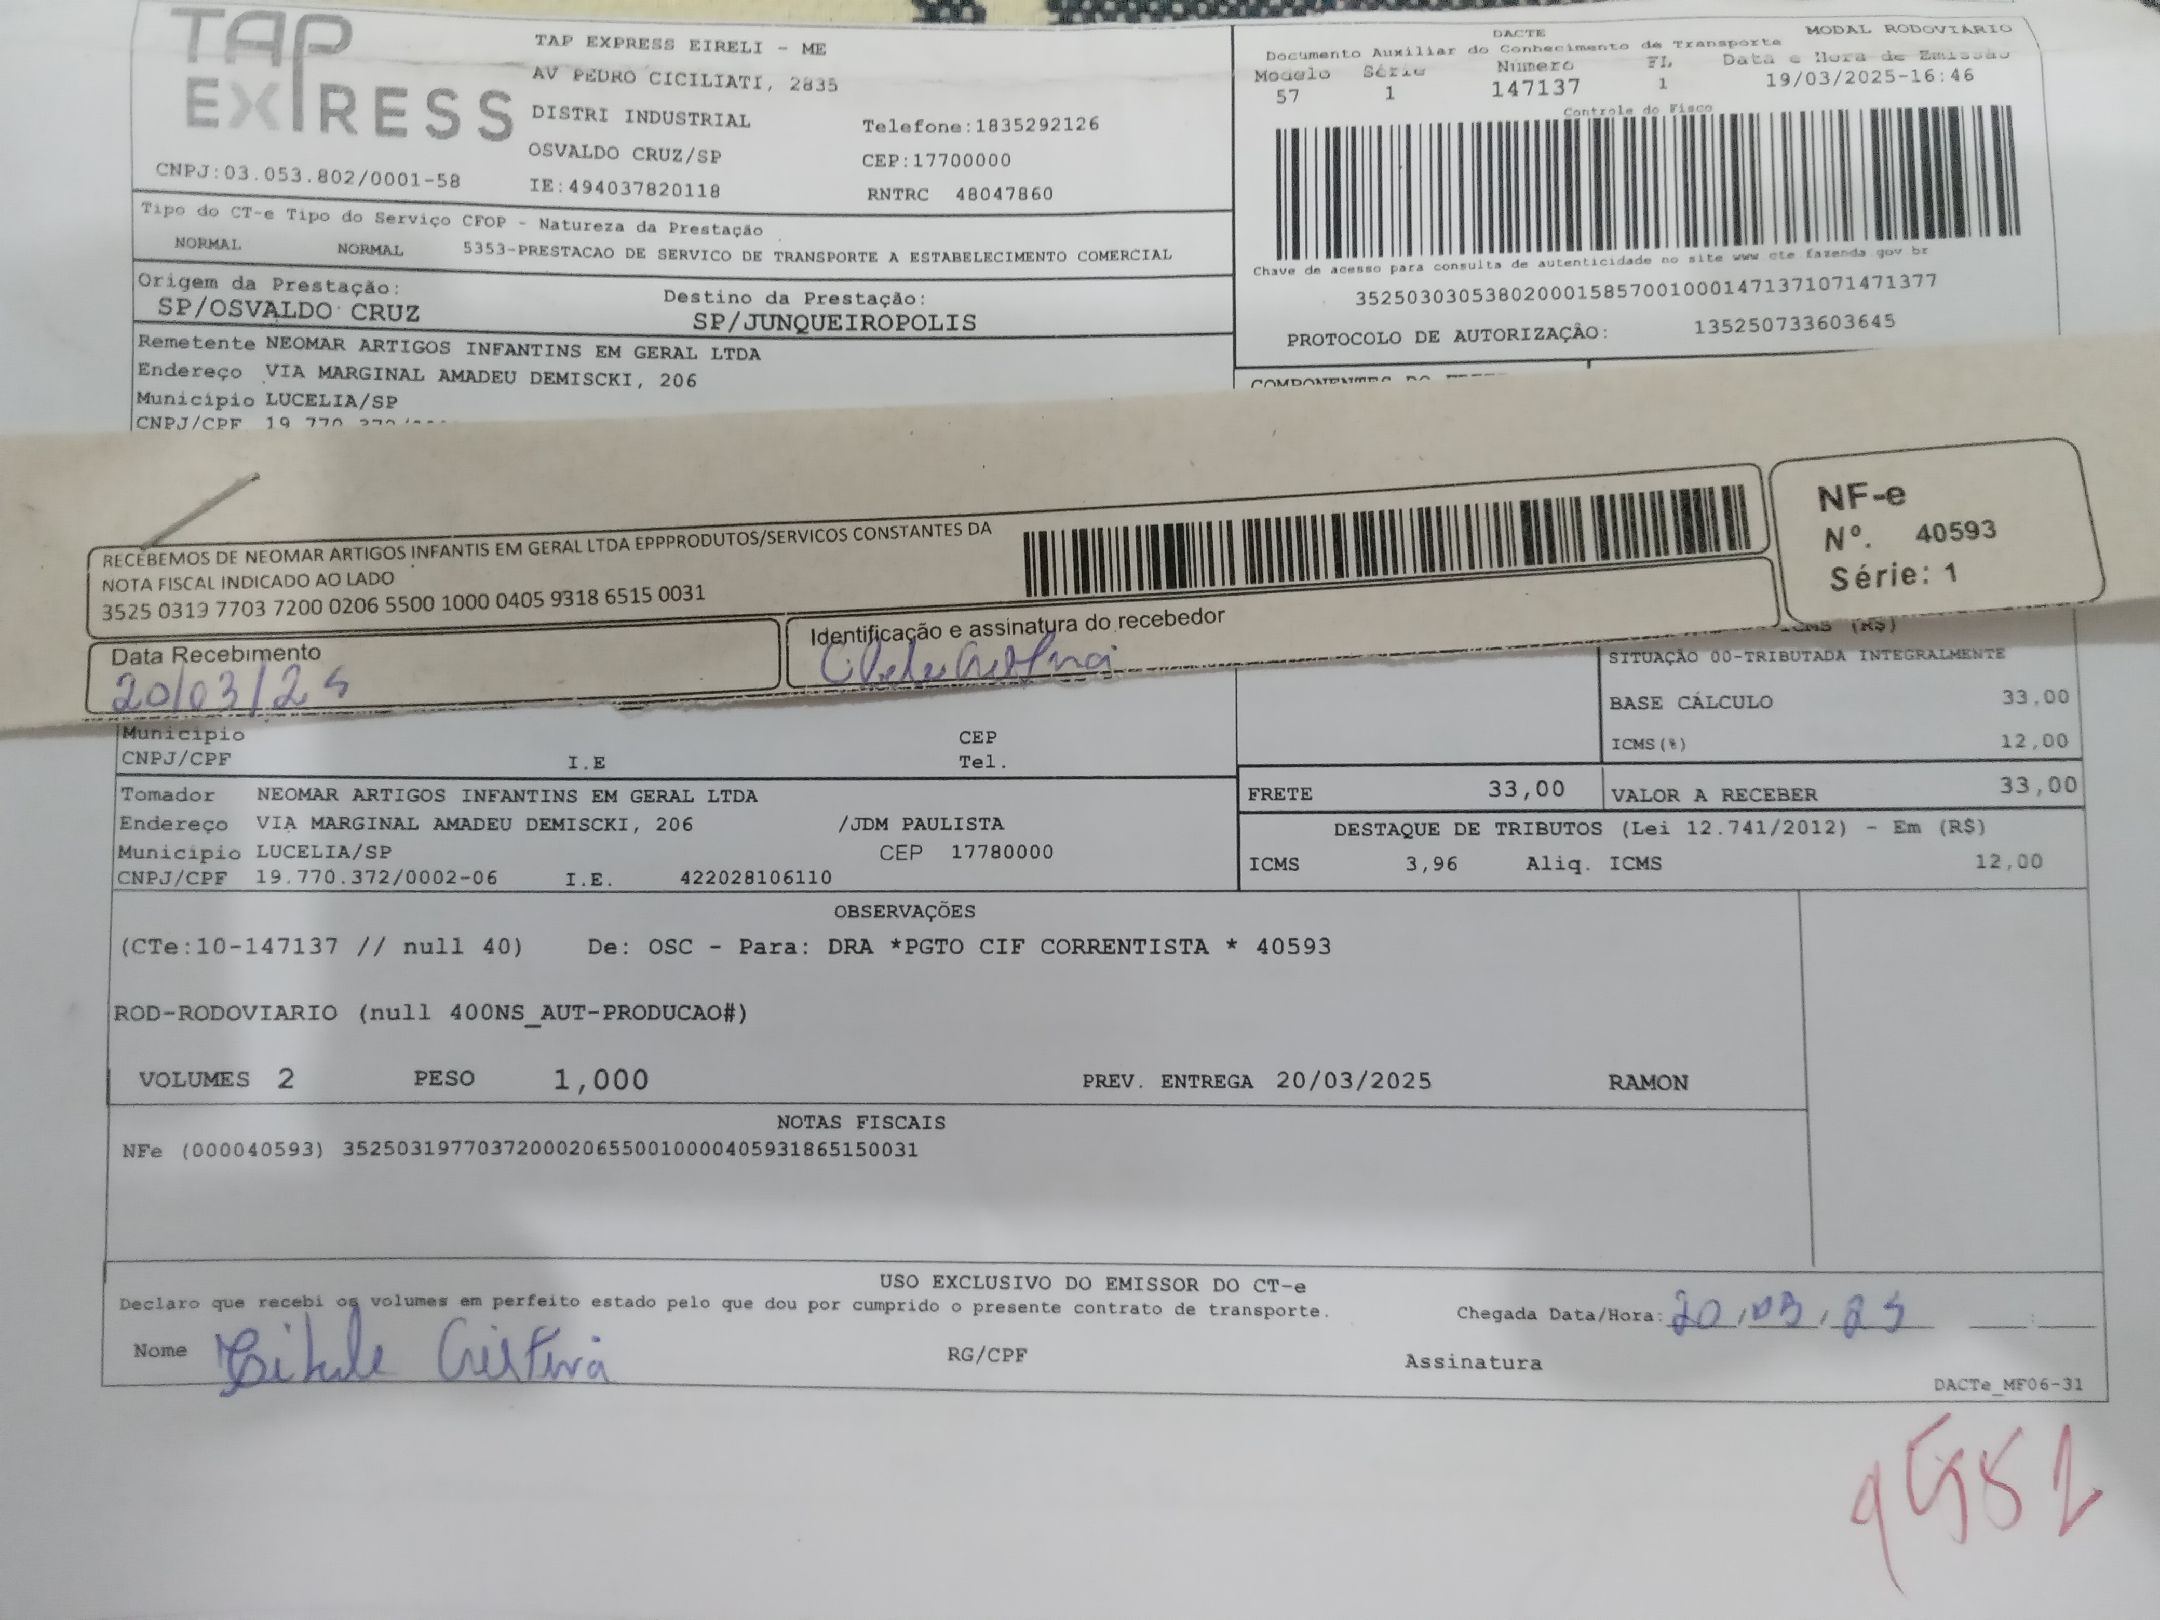 TAP EXPRESS
TAP EXPRESS EIRELI - ME
AV PEDRO CICILIATI, 2835
DISTRI INDUSTRIAL
Telefone:1835292126
OSVALDO CRUZ/SP
CEP:17700000
CNPJ:03.053.802/0001-58
IE:494037820118
RNTRC 48047860
DACTE
MODAL RODOVIÁRIO
Documento Auxiliar do Conhecimento de Transporte
Modelo Série Número FL Data e Hora de Emissão
57 1 147137 1 19/03/2025-16:46
Controle do Fisco
Chave de acesso para consulta de autenticidade no site www.cte.fazenda.gov.br
35250303053802000158570010001471371071471377
PROTOCOLO DE AUTORIZAÇÃO: 135250733603645
Tipo do CT-e Tipo do Serviço CFOP - Natureza da Prestação
NORMAL NORMAL 5353-PRESTACAO DE SERVICO DE TRANSPORTE A ESTABELECIMENTO COMERCIAL
Origem da Prestação: Destino da Prestação:
SP/OSVALDO CRUZ SP/JUNQUEIROPOLIS
Remetente NEOMAR ARTIGOS INFANTINS EM GERAL LTDA
Endereço VIA MARGINAL AMADEU DEMISCKI, 206
Município LUCELIA/SP
CNPJ/CPF 19.770.372/
RECEBEMOS DE NEOMAR ARTIGOS INFANTIS EM GERAL LTDA EPPPRODUTOS/SERVICOS CONSTANTES DA
NOTA FISCAL INDICADO AO LADO
3525 0319 7703 7200 0206 5500 1000 0405 9318 6515 0031
NF-e
Nº. 40593
Série: 1
Data Recebimento
20/03/25
Identificação e assinatura do recebedor
Cristina
ICMS (R$)
SITUAÇÃO 00-TRIBUTADA INTEGRALMENTE
BASE CÁLCULO 33,00
ICMS(%) 12,00
Município CEP
CNPJ/CPF I.E Tel.
FRETE 33,00 VALOR A RECEBER 33,00
DESTAQUE DE TRIBUTOS (Lei 12.741/2012) - Em (R$)
ICMS 3,96 Aliq. ICMS 12,00
Tomador NEOMAR ARTIGOS INFANTINS EM GERAL LTDA
Endereço VIA MARGINAL AMADEU DEMISCKI, 206 /JDM PAULISTA
Município LUCELIA/SP CEP 17780000
CNPJ/CPF 19.770.372/0002-06 I.E. 422028106110
OBSERVAÇÕES
(CTe:10-147137 // null 40) De: OSC - Para: DRA *PGTO CIF CORRENTISTA * 40593
ROD-RODOVIARIO (null 400NS_AUT-PRODUCAO#)
VOLUMES 2 PESO 1,000 PREV. ENTREGA 20/03/2025 RAMON
NOTAS FISCAIS
NFe (000040593) 35250319770372000206550010000405931865150031
USO EXCLUSIVO DO EMISSOR DO CT-e
Declaro que recebi os volumes em perfeito estado pelo que dou por cumprido o presente contrato de transporte.
Chegada Data/Hora: 20,03,25
Nome Cristina RG/CPF Assinatura
DACTe_MF06-31